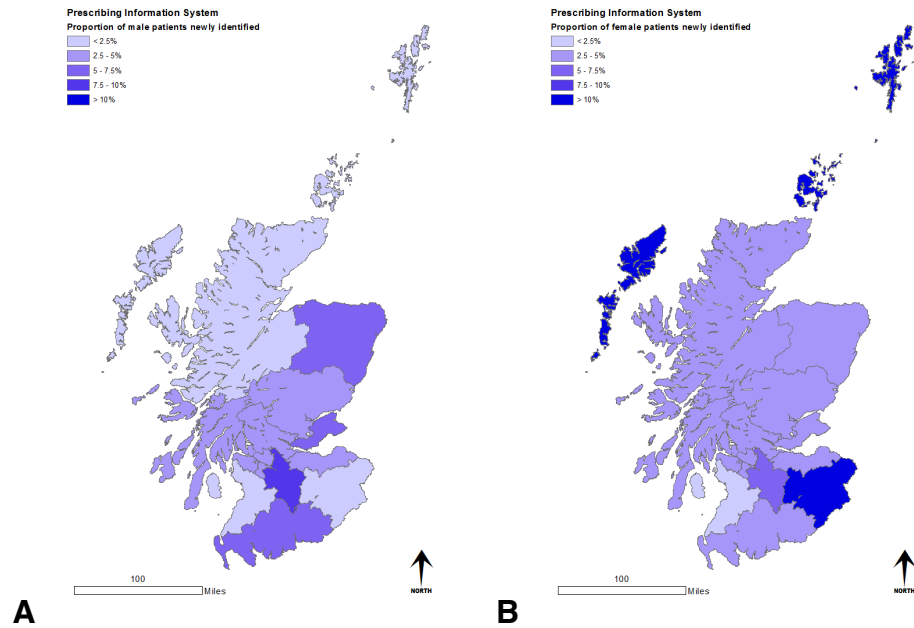 Prescribing Information System
Proportion of male patients newly identified
< 2.5%
2.5 - 5%
5 - 7.5%
7.5 - 10%
> 10%
100
Miles
NORTH
A
Prescribing Information System
Proportion of female patients newly identified
< 2.5%
2.5 - 5%
5 - 7.5%
7.5 - 10%
> 10%
100
Miles
NORTH
B